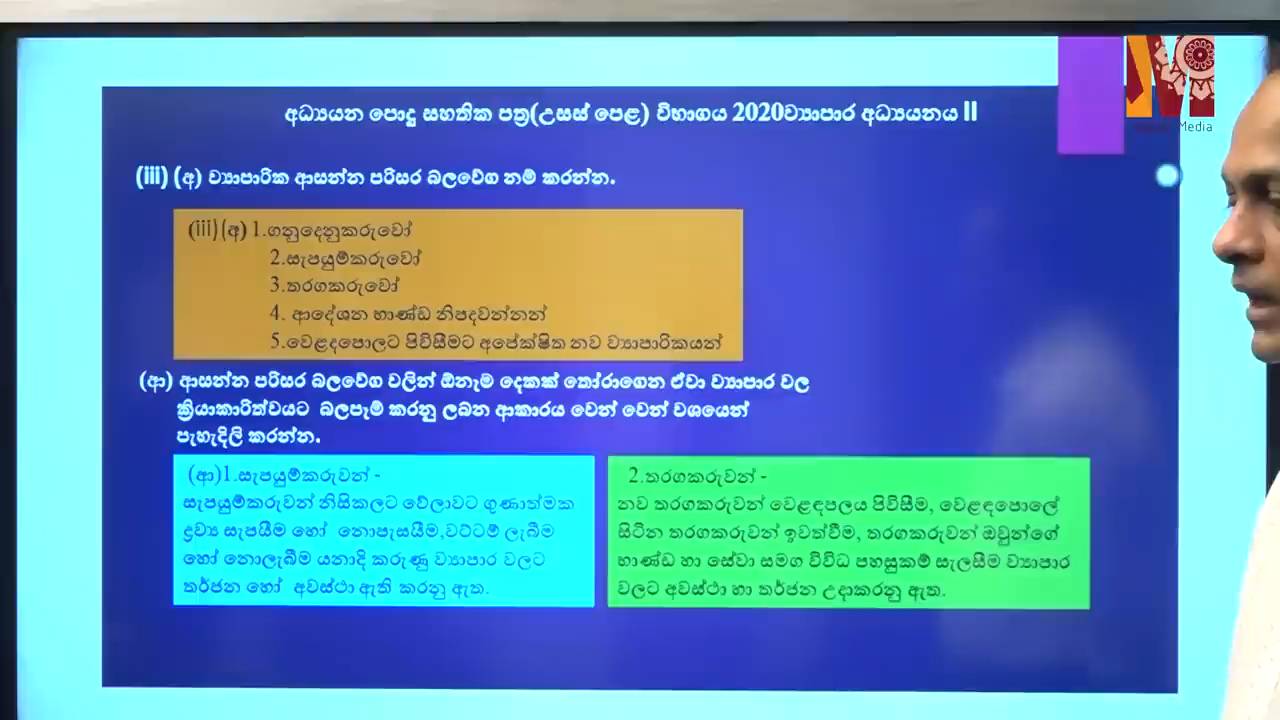 අධ්‍යයන පොදු සහතික පත්‍ර(උසස් පෙළ) විභාගය 2020ව්‍යාපාර අධ්‍යයනය II
Media
(iii) (අ) ව්‍යාපාරික ආසන්න පරිසර බලවේග නම් කරන්න.
(iii)(අ) 1.ගනුදෙනුකරුවෝ
2.සැපයුම්කරුවෝ
3.තරගකරුවෝ
4. ආදේශන භාණ්ඩ නිපදවන්නන්
5.වෙළදපොලට පිවිසීමට අපේක්ෂිත නව ව්‍යාපාරිකයන්
(ආ) ආසන්න පරිසර බලවේග වලින් ඕනෑම දෙකක් තෝරාගෙන ඒවා ව්‍යාපාර වල
ක්‍රියාකාරිත්වයට බලපෑම් කරනු ලබන ආකාරය වෙන් වෙන් වශයෙන්
පැහැදිලි කරන්න.
(ආ)1.සැපයුම්කරුවන් -
සැපයුම්කරුවන් නිසිකලට වේලාවට ගුණාත්මක
ද්‍රව්‍ය සැපයීම හෝ නොපැසයීම,වට්ටම් ලැබීම
හෝ නොලැබීම යනාදි කරුණු ව්‍යාපාර වලට
තර්ජන හෝ අවස්ථා ඇති කරනු ඇත.
2.තරගකරුවන් -
නව තරගකරුවන් වෙළඳපලය පිවිසීම, වෙළඳපොලේ
සිටින තරගකරුවන් ඉවත්වීම, තරගකරුවන් ඔවුන්ගේ
භාණ්ඩ හා සේවා සමග විවිධ පහසුකම් සැලසීම ව්‍යාපාර
වලට අවස්ථා හා තර්ජන උදාකරනු ඇත.